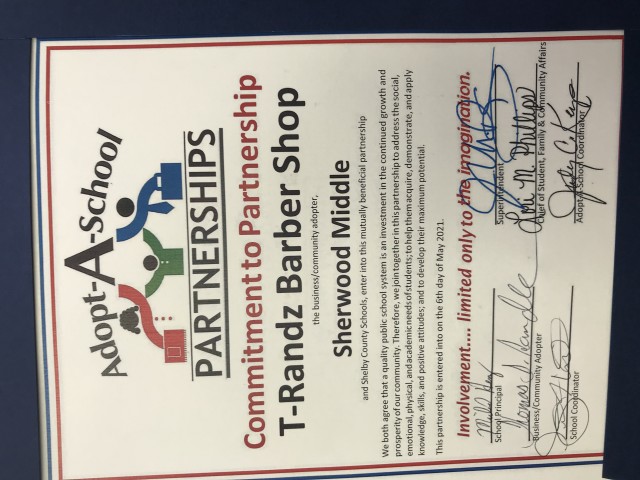 Adopt-A-School
PARTNERSHIPS
Commitment to Partnership
T-Randz Barber Shop
the business/community adopter,
Sherwood Middle
and Shelby County Schools, enter into this mutually beneficial partnership
We both agree that a quality public school system is an investment in the continued growth and
prosperity of our community. Therefore, we join together in this partnership to address the social,
emotional, physical, and academic needs of students; to help them acquire, demonstrate, and apply
knowledge, skills, and positive attitudes; and to develop their maximum potential.
This partnership is entered into on the 6th day of May 2021.
Involvement.... limited only to the imagination.
School Principal
Superintendent
Thomas Randle
Lori M. Phillips
Business/Community Adopter
Chief of Student, Family & Community Affairs
Judy C.
School Coordinator
Adopt-A-School Coordinator